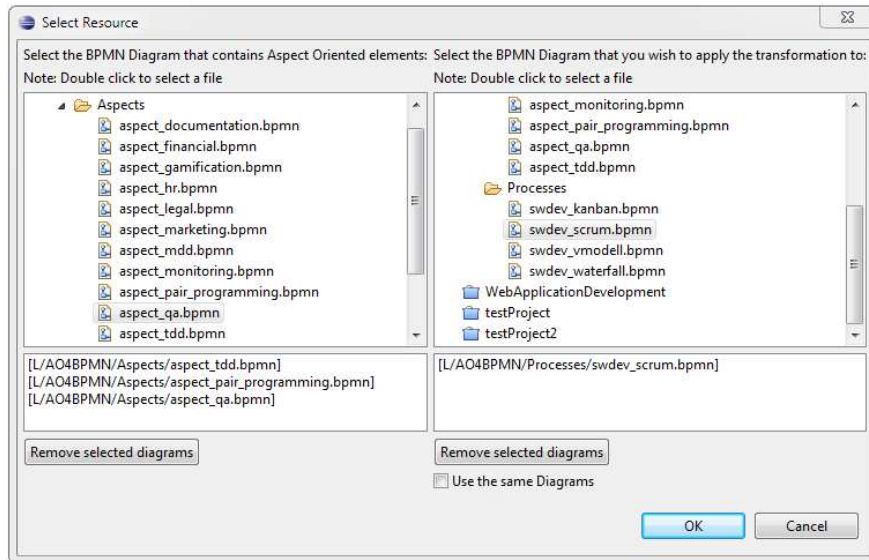 Select Resource
Select the BPMN Diagram that contains Aspect Oriented elements:
Note: Double click to select a file
Aspects
aspect_documentation.bpmn
aspect_financial.bpmn
aspect_gamification.bpmn
aspect_hr.bpmn
aspect_legal.bpmn
aspect_marketing.bpmn
aspect_mdd.bpmn
aspect_monitoring.bpmn
aspect_pair_programming.bpmn
aspect_qa.bpmn
aspect_tdd.bpmn
[L/AO4BPMN/Aspects/aspect_tdd.bpmn]
[L/AO4BPMN/Aspects/aspect_pair_programming.bpmn]
[L/AO4BPMN/Aspects/aspect_qa.bpmn]
Remove selected diagrams
Select the BPMN Diagram that you wish to apply the transformation to:
Note: Double click to select a file
aspect_monitoring.bpmn
aspect_pair_programming.bpmn
aspect_qa.bpmn
aspect_tdd.bpmn
Processes
swdev_kanban.bpmn
swdev_scrum.bpmn
swdev_vmodell.bpmn
swdev_waterfall.bpmn
WebApplicationDevelopment
testProject
testProject2
[L/AO4BPMN/Processes/swdev_scrum.bpmn]
Remove selected diagrams
Use the same Diagrams
OK
Cancel